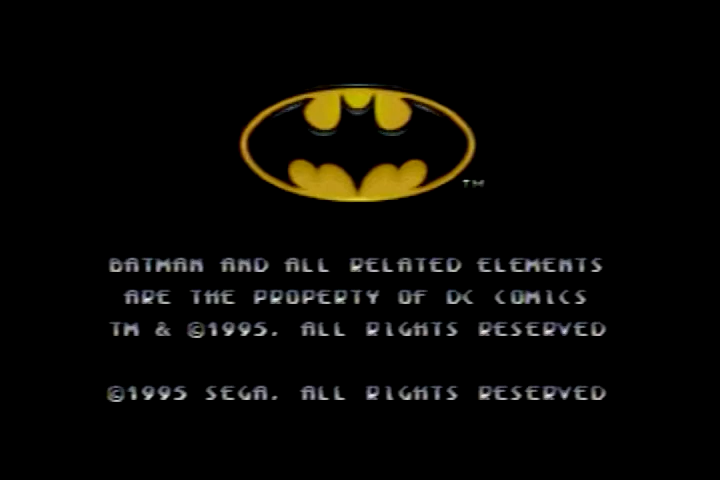 TM
BATMAN AND ALL RELATED ELEMENTS
ARE THE PROPERTY OF DC COMICS
TM & ©1995. ALL RIGHTS RESERVED
©1995 SEGA. ALL RIGHTS RESERVED